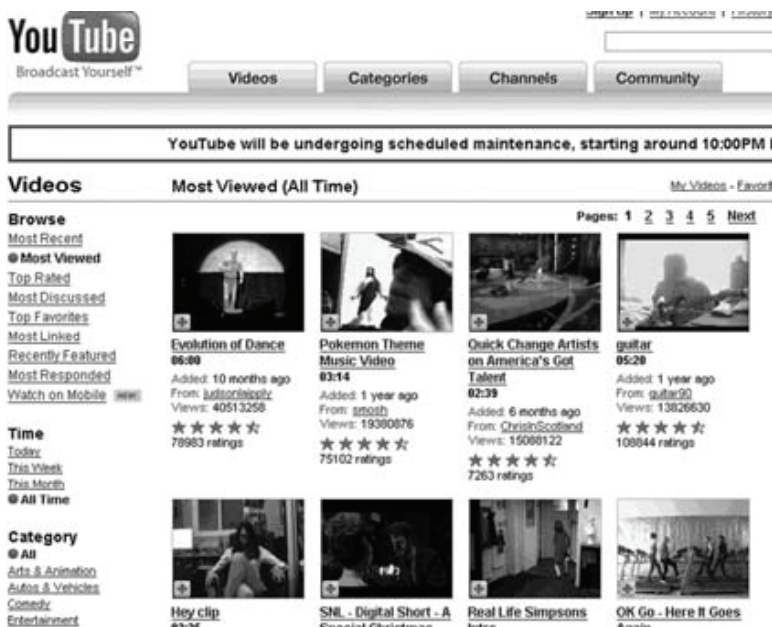 Sign Up | My Account | History
You Tube
Broadcast Yourself™
Videos
Categories
Channels
Community
YouTube will be undergoing scheduled maintenance, starting around 10:00PM
Videos
Most Viewed (All Time)
My Videos - Favorit
Browse
Most Recent
Most Viewed
Top Rated
Most Discussed
Top Favorites
Most Linked
Recently Featured
Most Responded
Watch on Mobile NEW!
Time
Today
This Week
This Month
All Time
Category
All
Arts & Animation
Autos & Vehicles
Comedy
Entertainment
Pages: 1 2 3 4 5 Next
Evolution of Dance
06:00
Added: 10 months ago
From: judsonlaipply
Views: 40513258
78983 ratings
Pokemon Theme
Music Video
03:14
Added: 1 year ago
From: smosh
Views: 19380876
75102 ratings
Quick Change Artists
on America's Got
Talent
02:39
Added: 6 months ago
From: ChrisInScotland
Views: 15088122
7263 ratings
guitar
05:20
Added: 1 year ago
From: guitar90
Views: 13826630
108844 ratings
Hey clip
SNL - Digital Short - A
Special Christmas
Real Life Simpsons
Intro
OK Go - Here It Goes
Again